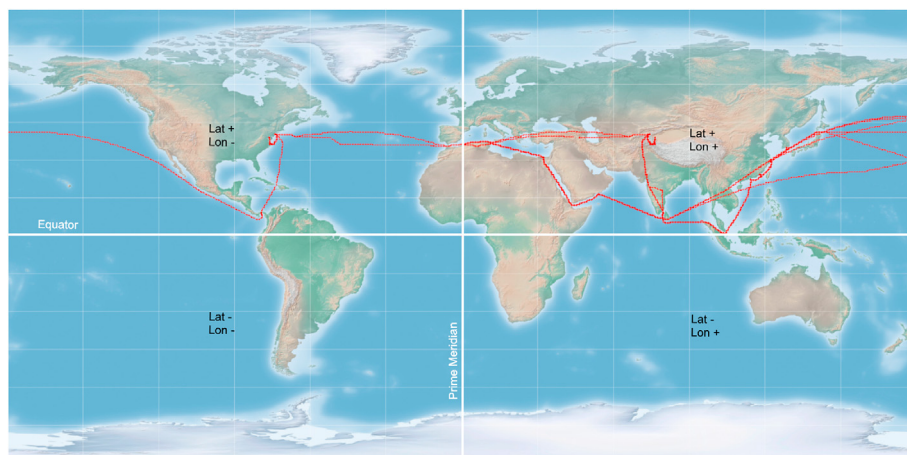 Lat +
Lon -
Lat +
Lon +
Equator
Lat -
Lon -
Prime Meridian
Lat -
Lon +